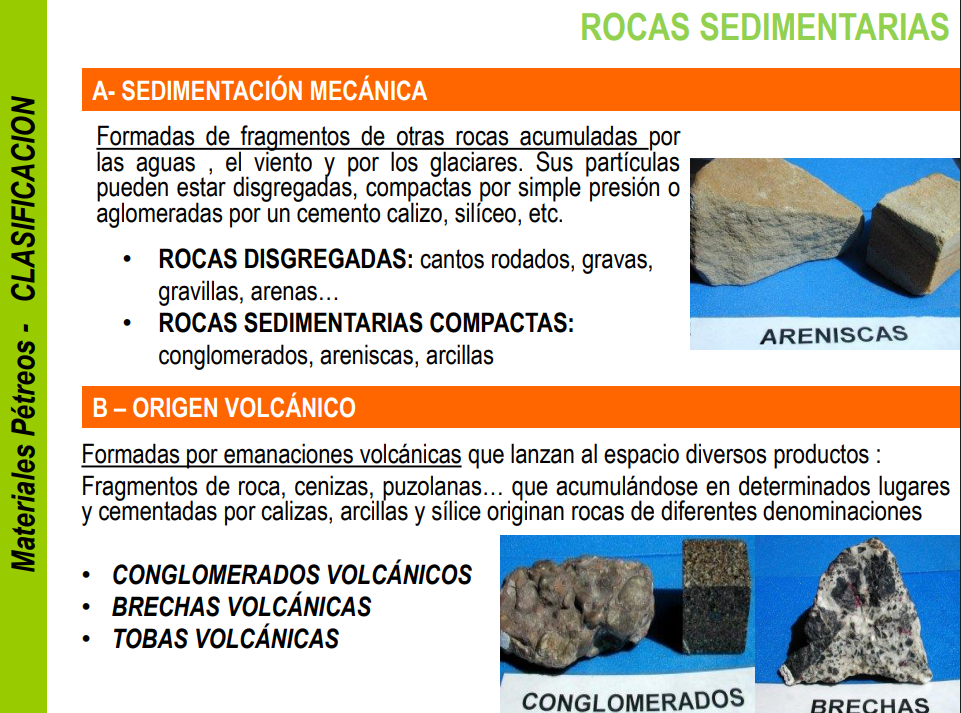 ROCAS SEDIMENTARIAS
Materiales Pétreos - CLASIFICACION
A- SEDIMENTACIÓN MECÁNICA
Formadas de fragmentos de otras rocas acumuladas por
las aguas , el viento y por los glaciares. Sus partículas
pueden estar disgregadas, compactas por simple presión o
aglomeradas por un cemento calizo, silíceo, etc.
• ROCAS DISGREGADAS: cantos rodados, gravas,
gravillas, arenas…
• ROCAS SEDIMENTARIAS COMPACTAS:
conglomerados, areniscas, arcillas
ARENISCAS
B – ORIGEN VOLCÁNICO
Formadas por emanaciones volcánicas que lanzan al espacio diversos productos :
Fragmentos de roca, cenizas, puzolanas… que acumulándose en determinados lugares
y cementadas por calizas, arcillas y sílice originan rocas de diferentes denominaciones
• CONGLOMERADOS VOLCÁNICOS
• BRECHAS VOLCÁNICAS
• TOBAS VOLCÁNICAS
CONGLOMERADOS
BRECHAS